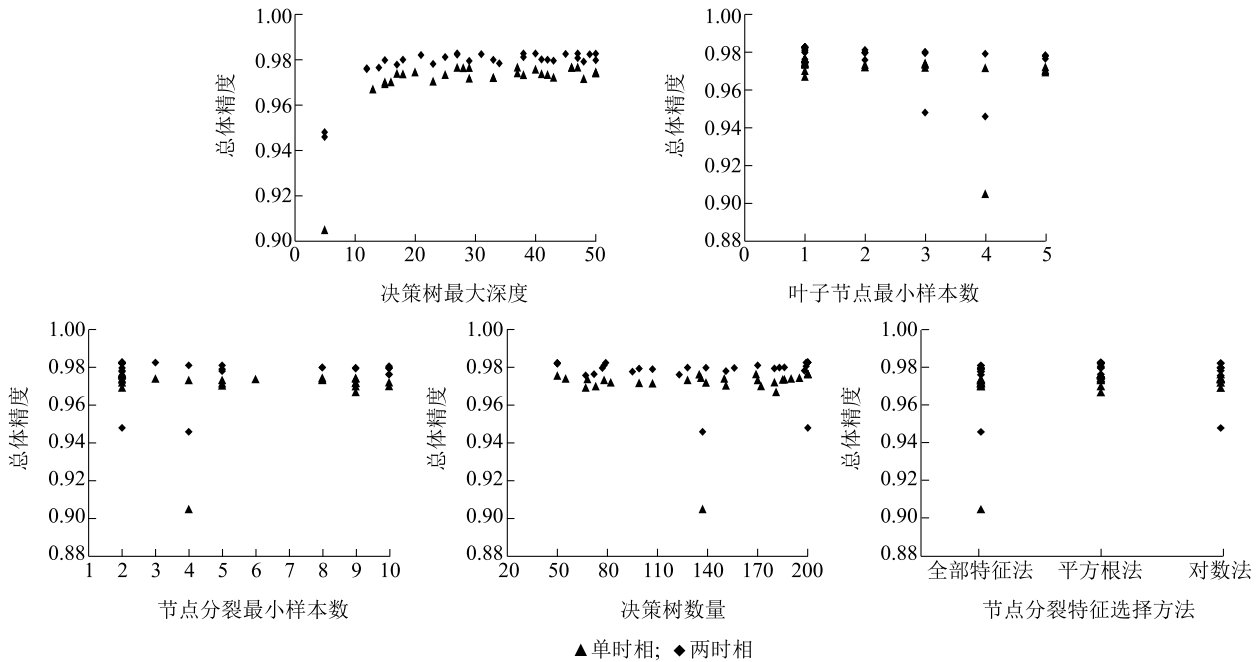 1.00
0.98
0.96
0.94
0.92
0.90
总体精度
0 10 20 30 40 50
决策树最大深度
1.00
0.98
0.96
0.94
0.92
0.90
0.88
总体精度
0 1 2 3 4 5
叶子节点最小样本数
1.00
0.98
0.96
0.94
0.92
0.90
0.88
总体精度
1 2 3 4 5 6 7 8 9 10
节点分裂最小样本数
1.00
0.98
0.96
0.94
0.92
0.90
0.88
总体精度
20 50 80 110 140 170 200
决策树数量
1.00
0.98
0.96
0.94
0.92
0.90
0.88
总体精度
全部特征法 平方根法 对数法
节点分裂特征选择方法
▲单时相; ◆两时相